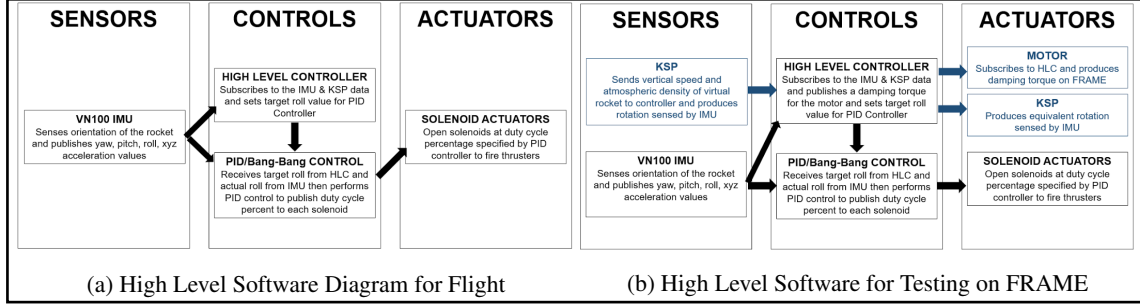 SENSORS
CONTROLS
ACTUATORS
HIGH LEVEL CONTROLLER
Subscribes to the IMU & KSP data
and sets target roll value for PID
Controller
VN100 IMU
Senses orientation of the rocket
and publishes yaw, pitch, roll, xyz
acceleration values
SOLENOID ACTUATORS
Open solenoids at duty cycle
percentage specified by PID
controller to fire thrusters
PID/Bang-Bang CONTROL
Receives target roll from HLC and
actual roll from IMU then performs
PID control to publish duty cycle
percent to each solenoid
(a) High Level Software Diagram for Flight
SENSORS
CONTROLS
ACTUATORS
KSP
Sends vertical speed and
atmospheric density of virtual
rocket to controller and produces
rotation sensed by IMU
HIGH LEVEL CONTROLLER
Subscribes to the IMU & KSP data
and publishes a damping torque
for the motor and sets target roll
value for PID Controller
MOTOR
Subscribes to HLC and produces
damping torque on FRAME
KSP
Produces equivalent rotation
sensed by IMU
VN100 IMU
Senses orientation of the rocket
and publishes yaw, pitch, roll, xyz
acceleration values
PID/Bang-Bang CONTROL
Receives target roll from HLC and
actual roll from IMU then performs
PID control to publish duty cycle
percent to each solenoid
SOLENOID ACTUATORS
Open solenoids at duty cycle
percentage specified by PID
controller to fire thrusters
(b) High Level Software for Testing on FRAME